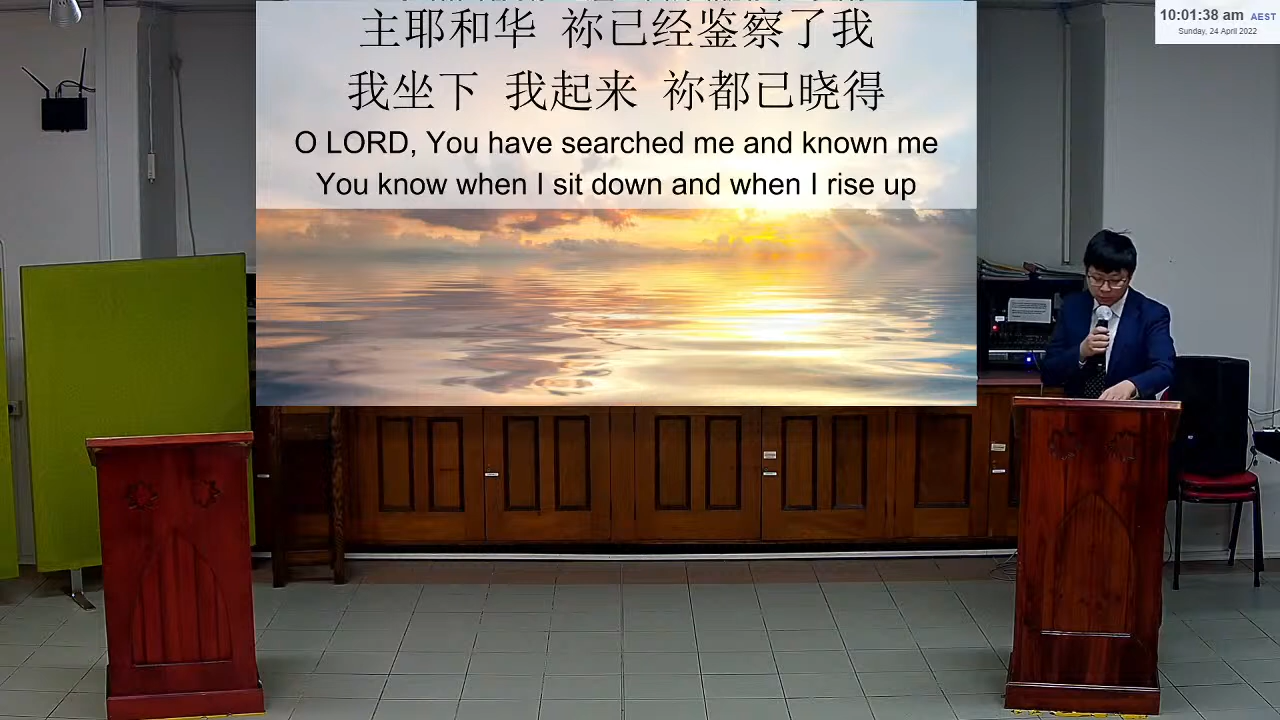 主耶和华 祢已经鉴察了我
我坐下 我起来 祢都已晓得
O LORD, You have searched me and known me
You know when I sit down and when I rise up
10:01:38 am AEST
Sunday, 24 April 2022